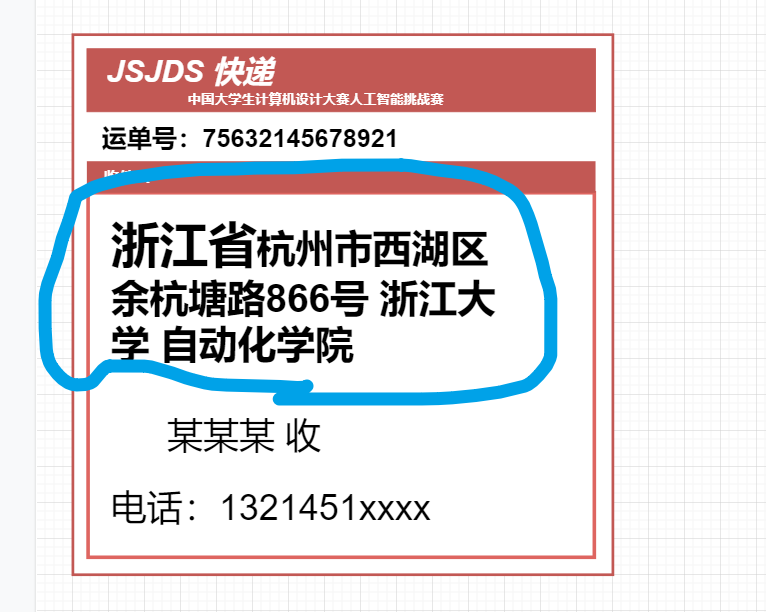 JSJDS 快递
中国大学生计算机设计大赛人工智能挑战赛
运单号：75632145678921
浙江省杭州市西湖区
余杭塘路866号 浙江大
学 自动化学院
某某某 收
电话：1321451xxxx